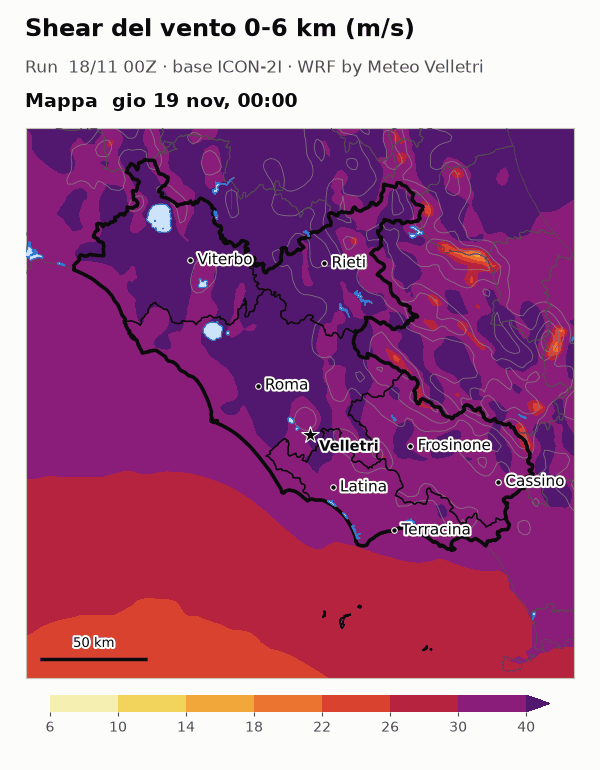 Shear del vento 0-6 km (m/s)
Run  18/11 00Z · base ICON-2I · WRF by Meteo Velletri
Mappa  gio 19 nov, 00:00
Viterbo
Rieti
Roma
Velletri
Frosinone
Cassino
Latina
Terracina
50 km
6 10 14 18 22 26 30 40